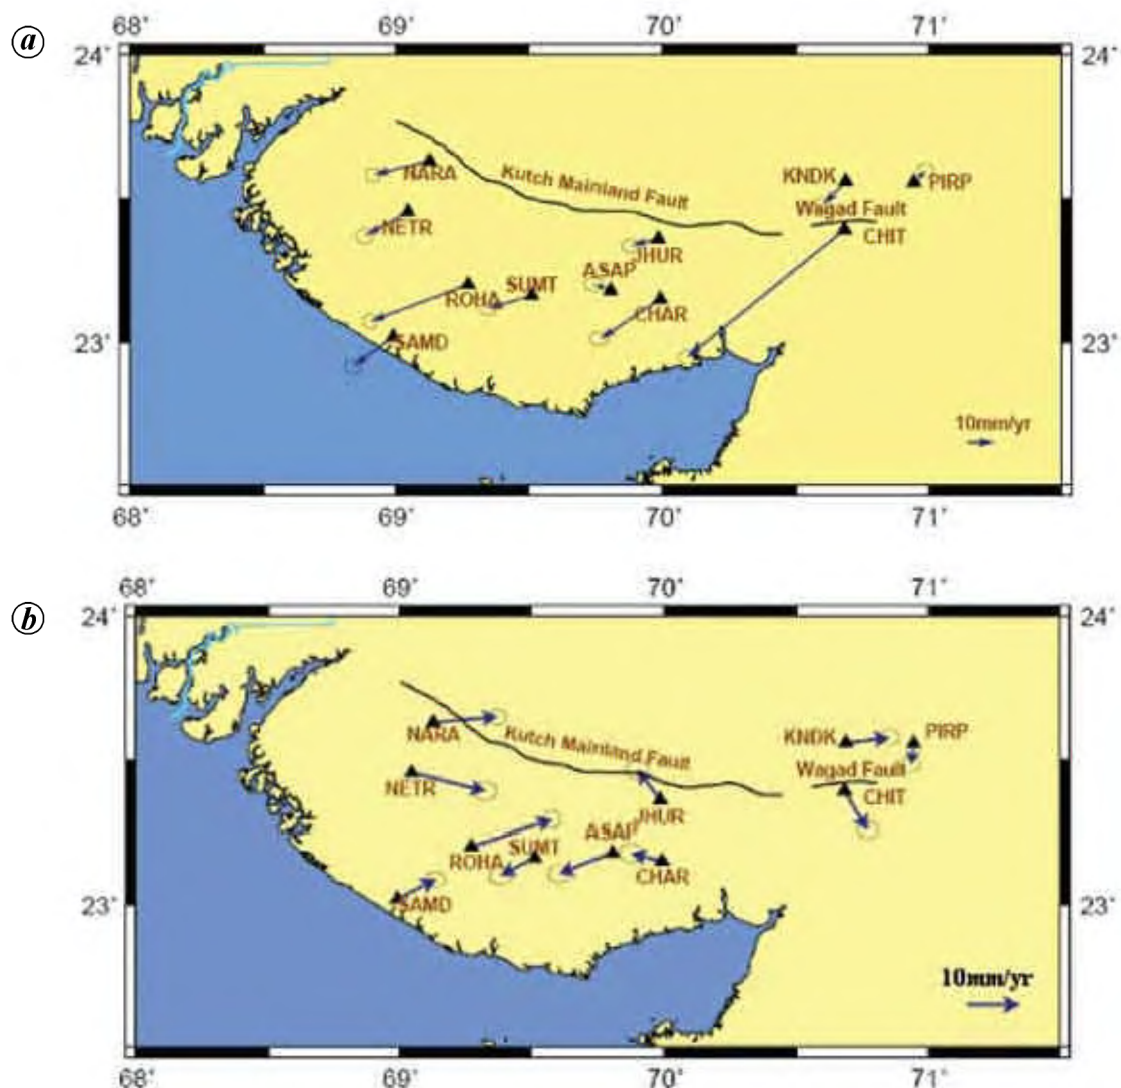 a
68° 69° 70° 71°
24° 24°
NARA
Kutch Mainland Fault
KNDK
PIRP
NETR
Wagad Fault
CHIT
JHUR
ASAP
SUMT
ROHA
CHAR
SAMD
23° 23°
10mm/yr
68° 69° 70° 71°
b
68° 69° 70° 71°
24° 24°
NARA
Kutch Mainland Fault
KNDK
PIRP
Wagad Fault
NETR
CHIT
JHUR
ASAP
SUMT
ROHA
CHAR
SAMD
23° 23°
10mm/yr
68° 69° 70° 71°